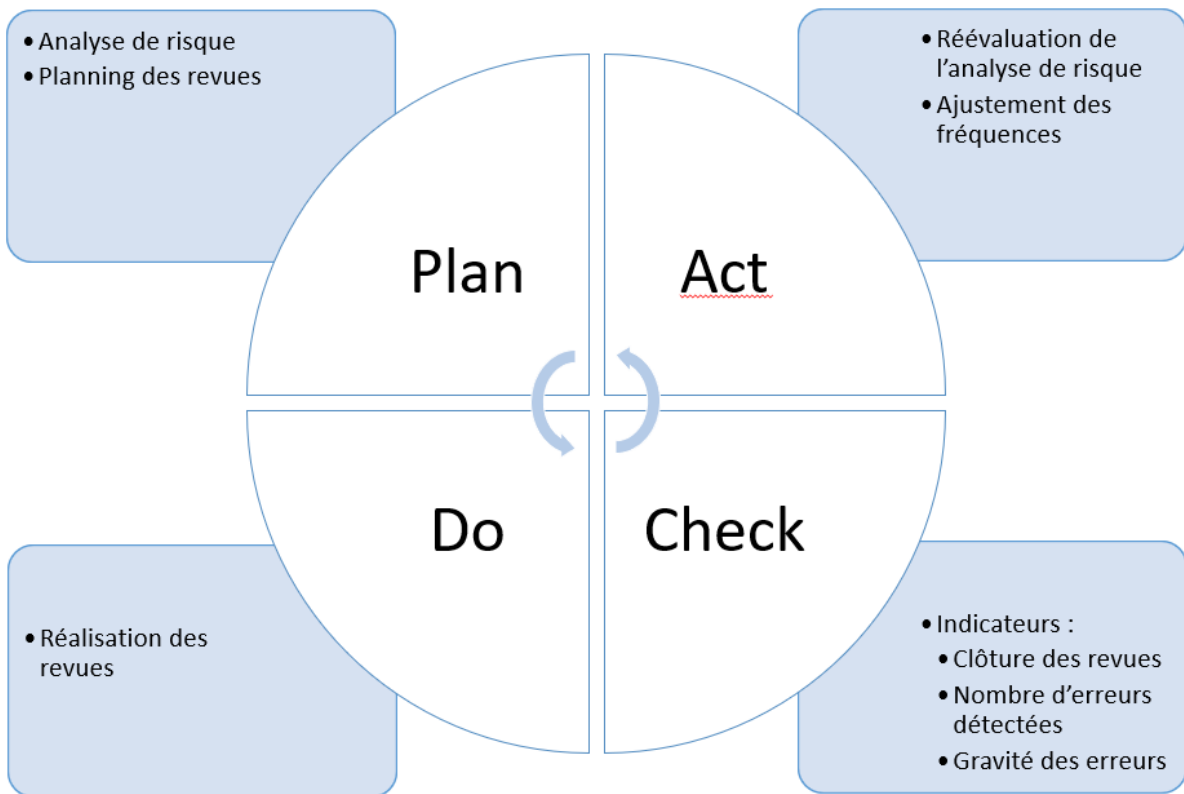 • Analyse de risque
• Planning des revues
• Réévaluation de
l’analyse de risque
• Ajustement des
fréquences
Plan
Act
Do
Check
• Réalisation des
revues
• Indicateurs :
• Clôture des revues
• Nombre d’erreurs
détectées
• Gravité des erreurs